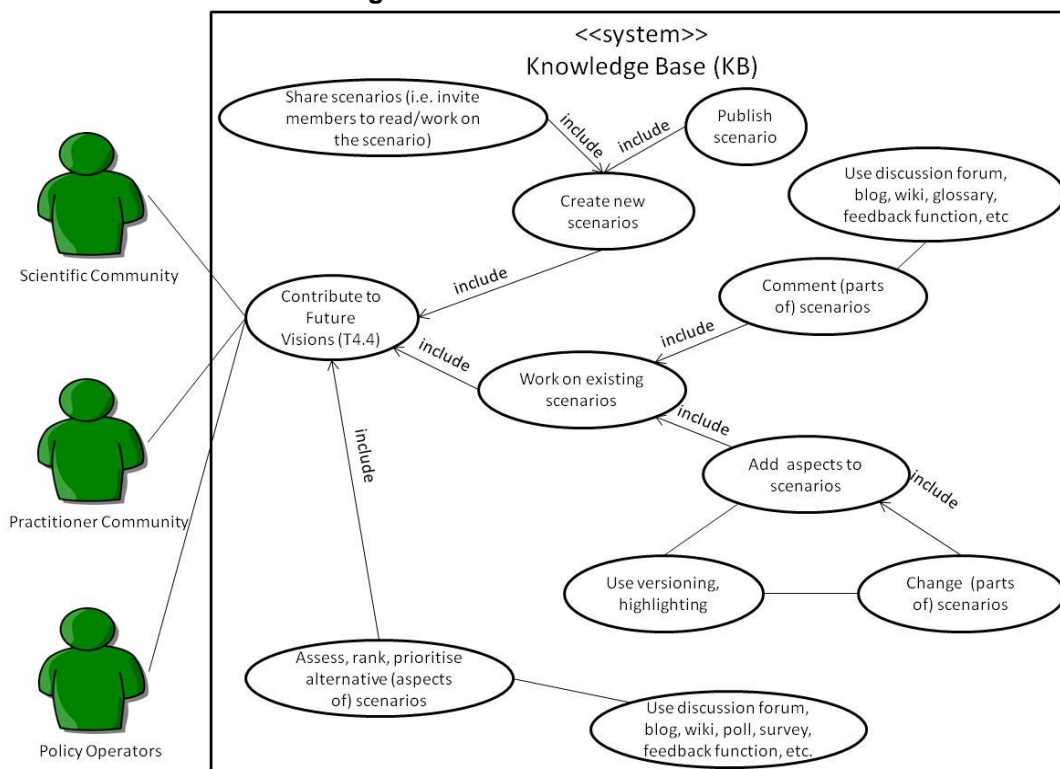 <<system>>
Knowledge Base (KB)
Share scenarios (i.e. invite
members to read/work on
the scenario)
include
include
Publish
scenario
Create new
scenarios
Use discussion forum,
blog, wiki, glossary,
feedback function, etc
Scientific Community
include
Contribute to
Future
Visions (T4.4)
Comment (parts
of) scenarios
include
include
Work on existing
scenarios
include
include
Add aspects to
scenarios
include
Practitioner Community
Use versioning,
highlighting
Change (parts
of) scenarios
Assess, rank, prioritise
alternative (aspects
of) scenarios
Use discussion forum,
blog, wiki, poll, survey,
feedback function, etc.
Policy Operators